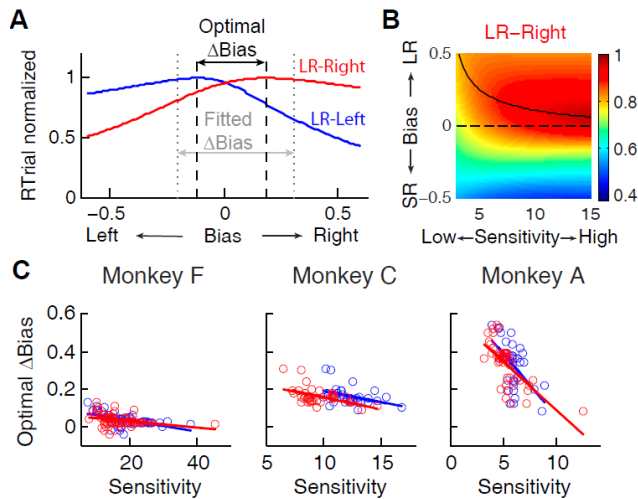 A
Optimal
ΔBias
LR-Right
LR-Left
Fitted
ΔBias
RTrial normalized
1
0.5
0
−0.5
0
0.5
Left
Bias
Right
B
LR−Right
SR
Bias
LR
0.5
0
-0.5
5
10
15
Low
Sensitivity
High
1
0.8
0.6
0.4
C
Monkey F
Monkey C
Monkey A
Optimal ΔBias
0.6
0.4
0.2
0
20
40
5
10
15
0
5
10
Sensitivity
Sensitivity
Sensitivity